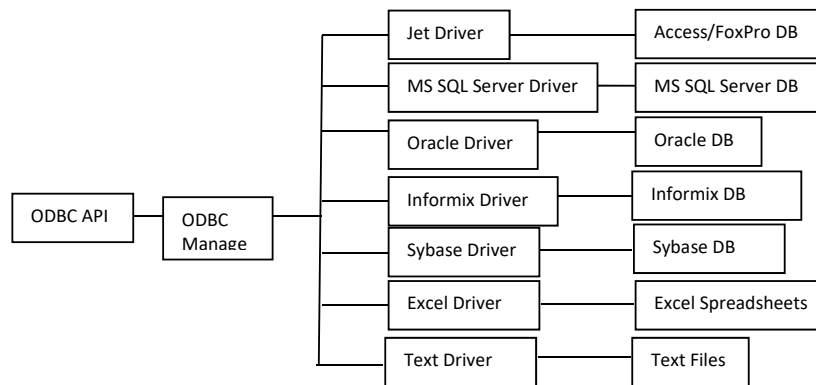 Jet Driver
Access/FoxPro DB
MS SQL Server Driver
MS SQL Server DB
Oracle Driver
Oracle DB
Informix Driver
Informix DB
ODBC API
ODBC
Manage
Sybase Driver
Sybase DB
Excel Driver
Excel Spreadsheets
Text Driver
Text Files